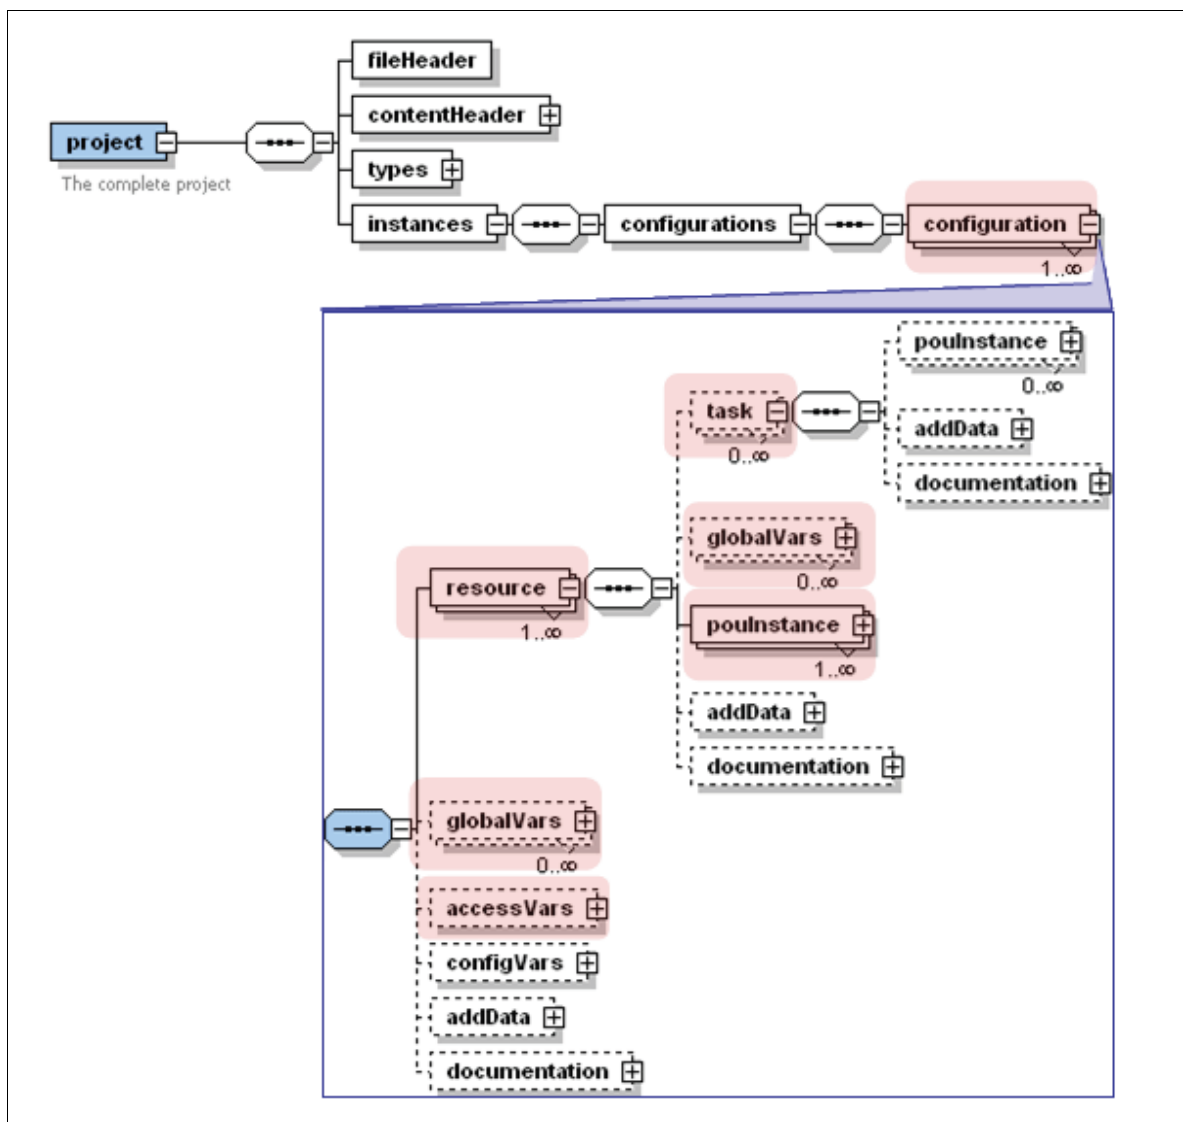 fileHeader
contentHeader
project
The complete project
types
instances
configurations
configuration
1..∞
pouInstance
0..∞
task
0..∞
addData
documentation
globalVars
0..∞
resource
1..∞
pouInstance
1..∞
addData
documentation
globalVars
0..∞
accessVars
configVars
addData
documentation